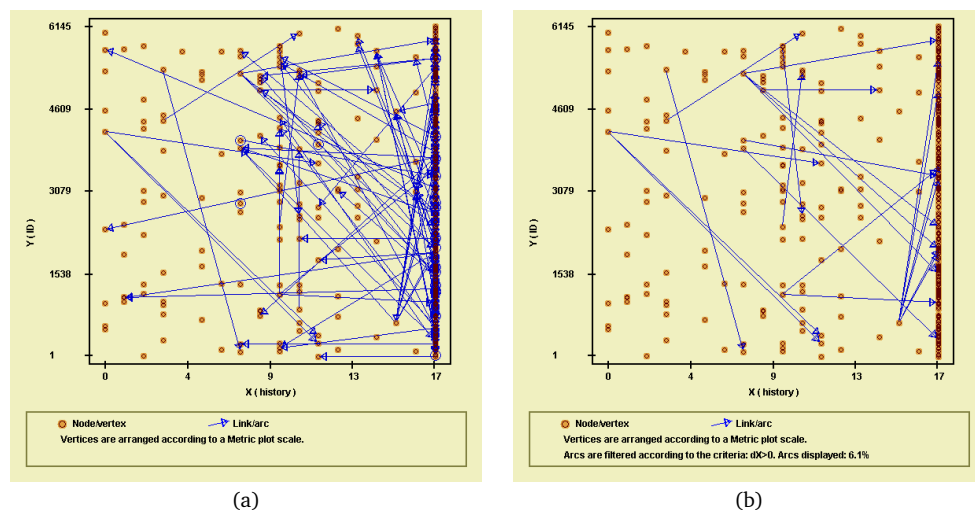 6145
4609
3079
1538
1
Y ( ID )
0
4
9
13
17
X ( history )
Node/vertex
Link/arc
Vertices are arranged according to a Metric plot scale.
(a)
6145
4609
3079
1538
1
Y ( ID )
0
4
9
13
17
X ( history )
Node/vertex
Link/arc
Vertices are arranged according to a Metric plot scale.
Arcs are filtered according to the criteria: dX>0. Arcs displayed: 6.1%
(b)